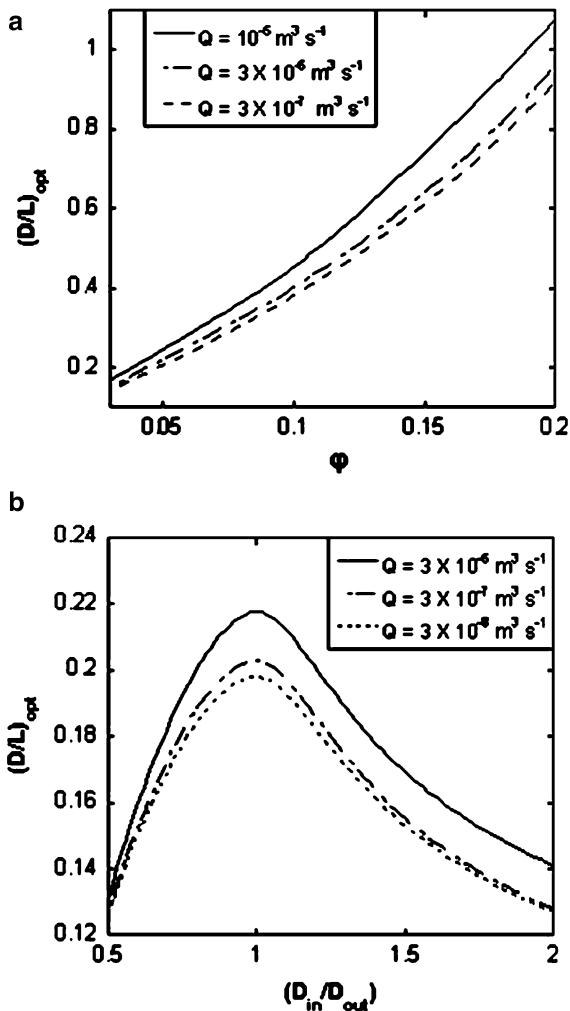 a
Q = 10⁻⁵ m³ s⁻¹
Q = 3 X 10⁻⁶ m³ s⁻¹
Q = 3 X 10⁻⁷ m³ s⁻¹
1
0.8
0.6
0.4
0.2
(D/L)ₒₚₜ
0.05 0.1 0.15 0.2
φ
b
Q = 3 X 10⁻⁶ m³ s⁻¹
Q = 3 X 10⁻⁷ m³ s⁻¹
Q = 3 X 10⁻⁸ m³ s⁻¹
0.24
0.22
0.2
0.18
0.16
0.14
0.12
(D/L)ₒₚₜ
0.5 1 1.5 2
(D_in/D_out)